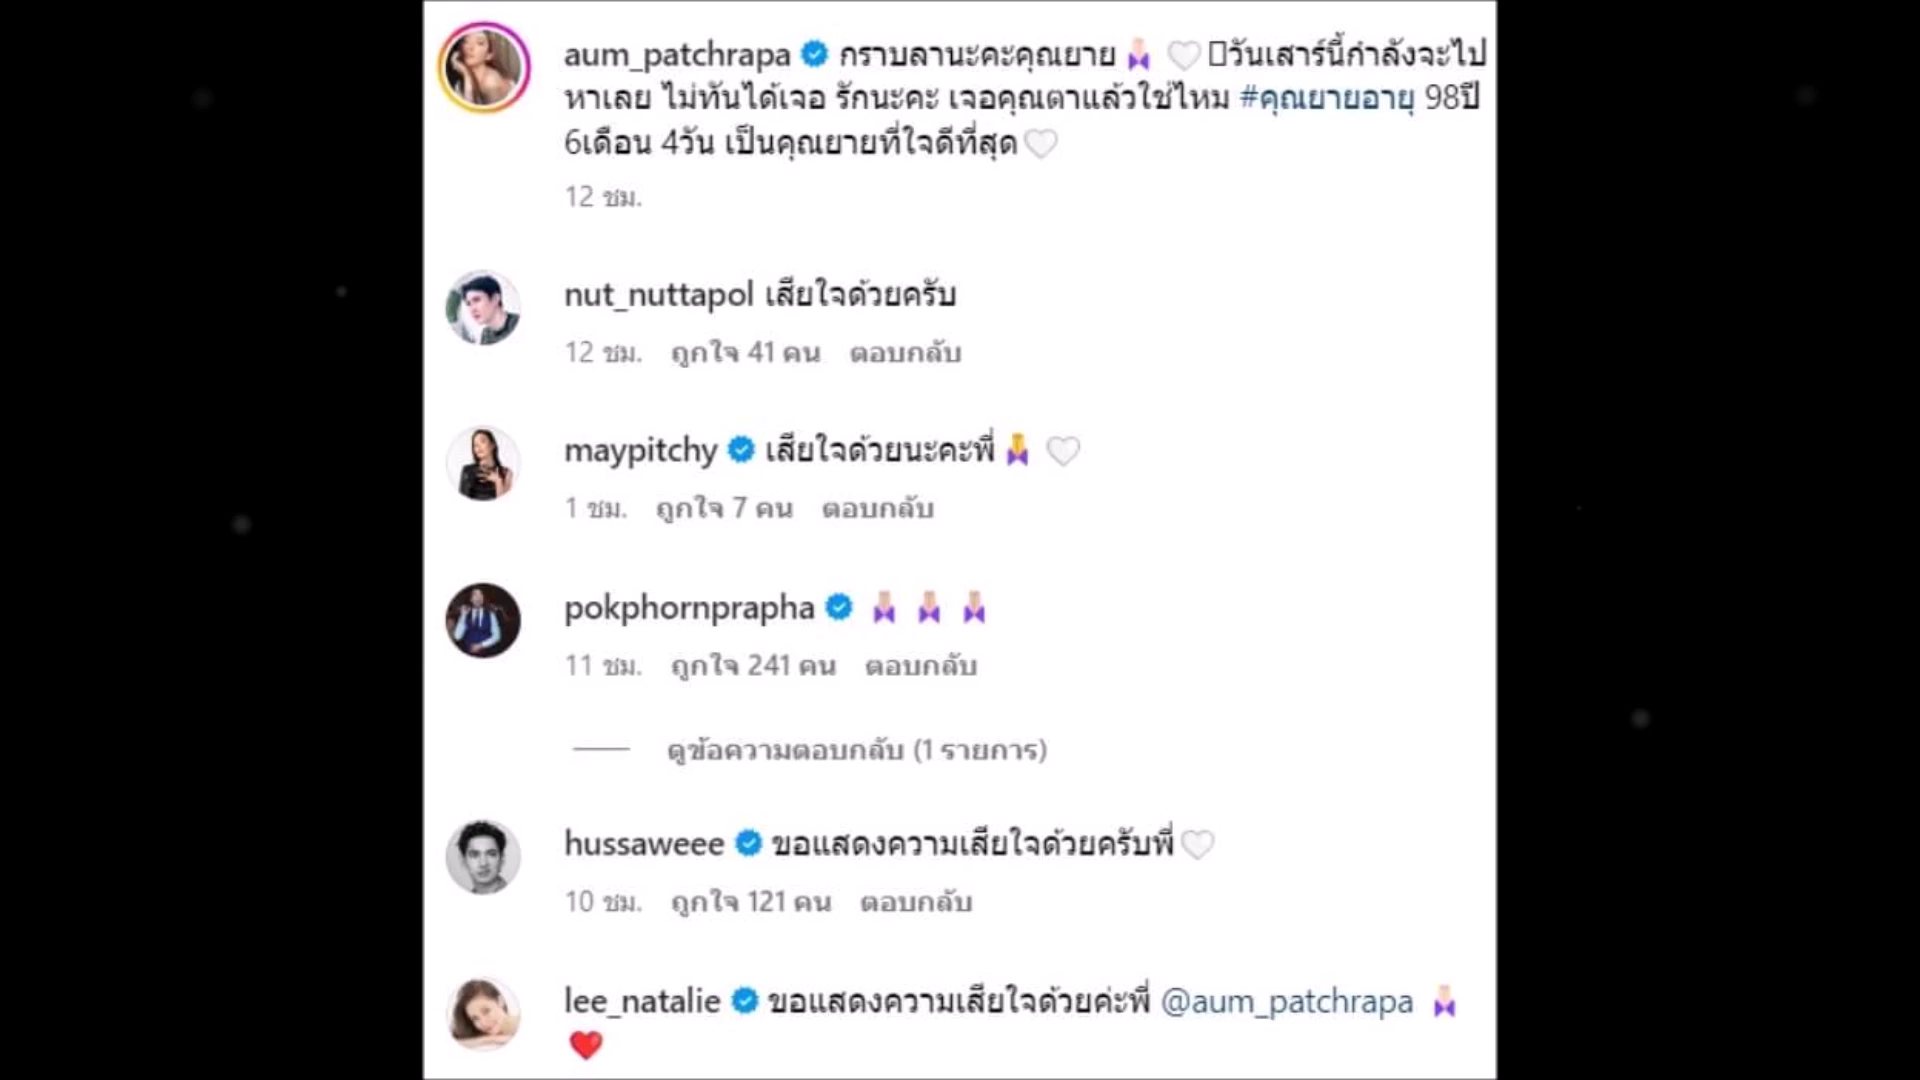 aum_patchrapa กราบลานะคะคุณยาย🙏🏻 🤍 วันเสาร์นี้กำลังจะไป
หาเลย ไม่ทันได้เจอ รักนะคะ เจอคุณตาแล้วใช่ไหม #คุณยายอายุ 98ปี
6เดือน 4วัน เป็นคุณยายที่ใจดีที่สุด🤍
12 ชม.
nut_nuttapol เสียใจด้วยครับ
12 ชม. ถูกใจ 41 คน ตอบกลับ
maypitchy เสียใจด้วยนะคะพี่🙏 🤍
1 ชม. ถูกใจ 7 คน ตอบกลับ
pokphornprapha 🙏🏻 🙏🏻 🙏🏻
11 ชม. ถูกใจ 241 คน ตอบกลับ
ดูข้อความตอบกลับ (1 รายการ)
hussaweee ขอแสดงความเสียใจด้วยครับพี่🤍
10 ชม. ถูกใจ 121 คน ตอบกลับ
lee_natalie ขอแสดงความเสียใจด้วยค่ะพี่ @aum_patchrapa 🙏🏻
❤️